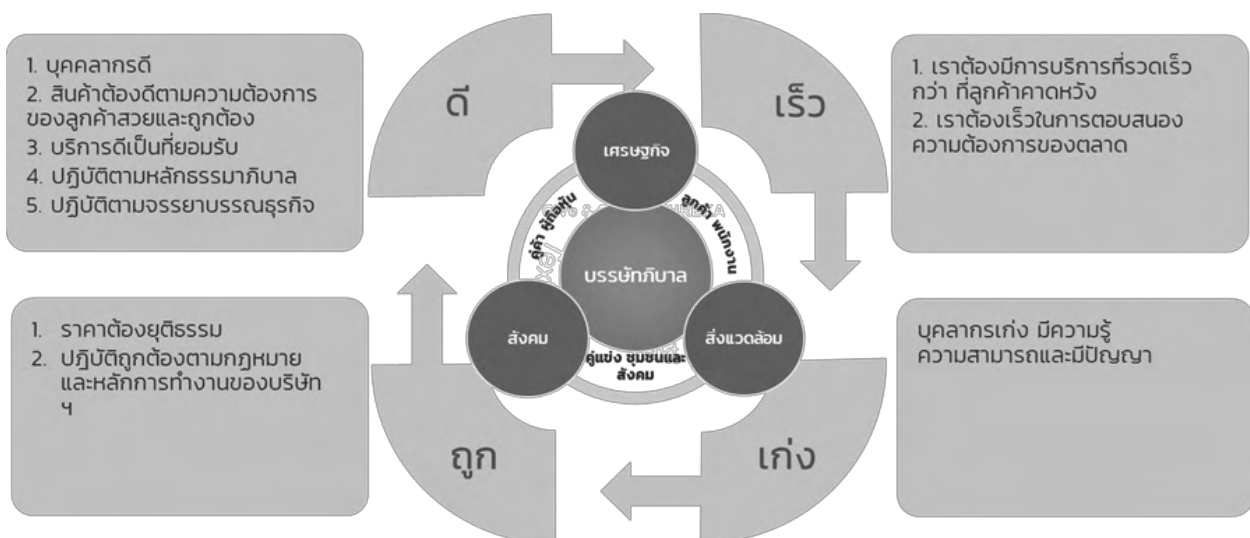 1. บุคคลากรดี
2. สินค้าต้องดีตามความต้องการ
ของลูกค้าสวยและถูกต้อง
3. บริการดีเป็นที่ยอมรับ
4. ปฏิบัติตามหลักธรรมาภิบาล
5. ปฏิบัติตามจรรยาบรรณธุรกิจ
ดี
เร็ว
1. เราต้องมีการบริการที่รวดเร็ว
กว่า ที่ลูกค้าคาดหวัง
2. เราต้องเร็วในการตอบสนอง
ความต้องการของตลาด
เศรษฐกิจ
คู่ค้า ผู้ถือหุ้น
ลูกค้า พนักงาน
บรรษัทภิบาล
สังคม
สิ่งแวดล้อม
คู่แข่ง ชุมชนและ
สังคม
1. ราคาต้องยุติธรรม
2. ปฎิบัติถูกต้องตามกฎหมาย
และหลักการทำงานของบริษัท
ฯ
ถูก
เก่ง
บุคลากรเก่ง มีความรู้
ความสามารถและมีปัญญา